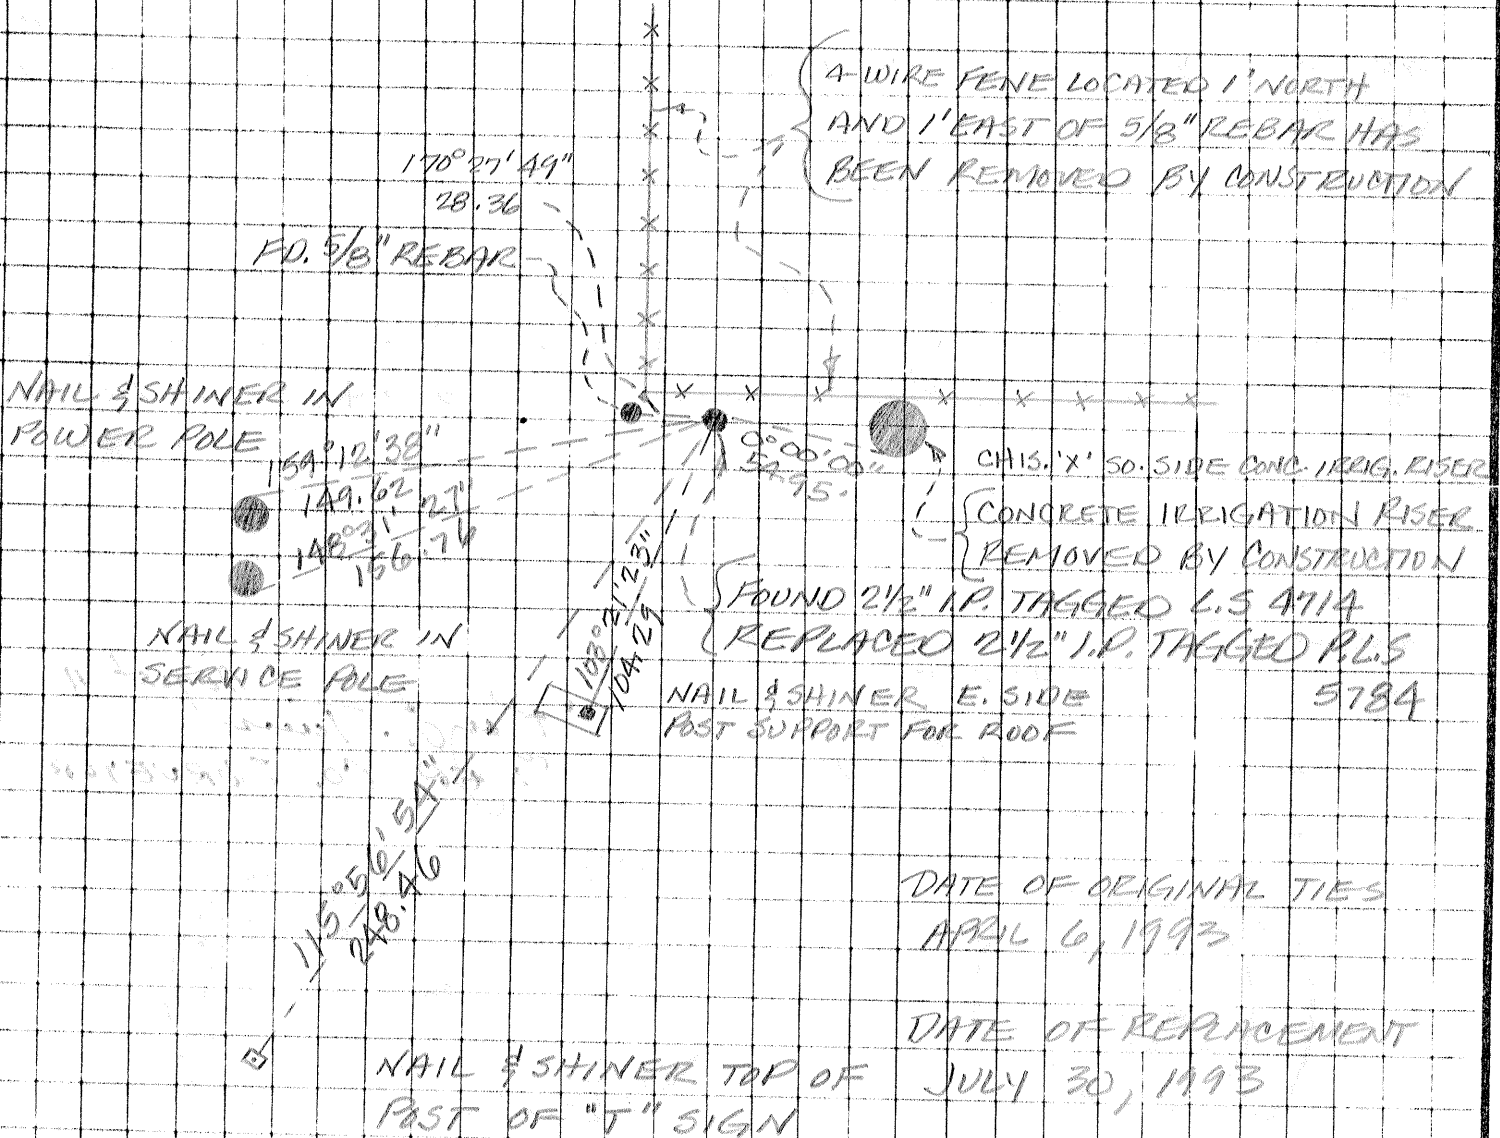 4-WIRE FENE LOCATED 1' NORTH
AND 1' EAST OF 5/8" REBAR HAS
BEEN REMOVED BY CONSTRUCTION
170° 27' 49"
28.36
FD. 5/8" REBAR
NAIL & SHINER IN
POWER POLE
159° 12' 38"
149.62
148° 31' 27"
156.76
NAIL & SHINER IN
SERVICE POLE
0° 00' 00"
54.95
CHIS. 'X' SO. SIDE CONC. IRRIG. RISER
CONCRETE IRRIGATION RISER
REMOVED BY CONSTRUCTION
FOUND 2½" I.P. TAGGED L.S 4714
REPLACED 2½" I.P. TAGGED P.L.S
5784
103° 21' 23"
104.29
NAIL & SHINER E. SIDE
POST SUPPORT FOR ROOF
115° 56' 54"
248.46
DATE OF ORIGINAL TIES
APRIL 6, 1993
DATE OF REPLACEMENT
JULY 30, 1993
NAIL & SHINER TOP OF
POST OF "T" SIGN